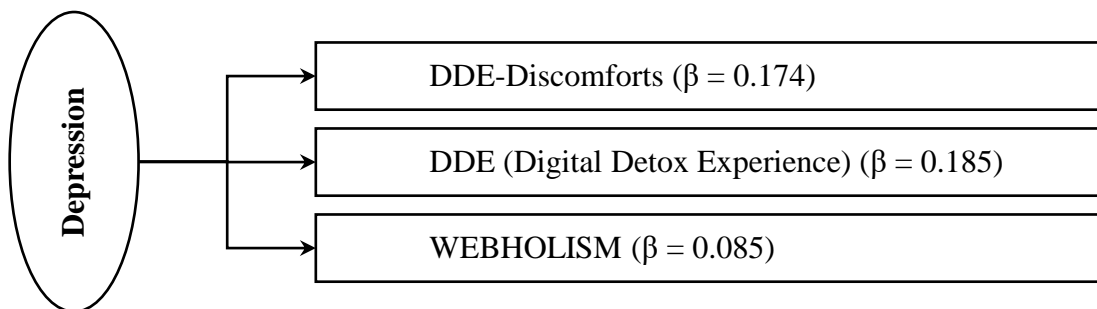 Depression
DDE-Discomforts (β = 0.174)
DDE (Digital Detox Experience) (β = 0.185)
WEBHOLISM (β = 0.085)